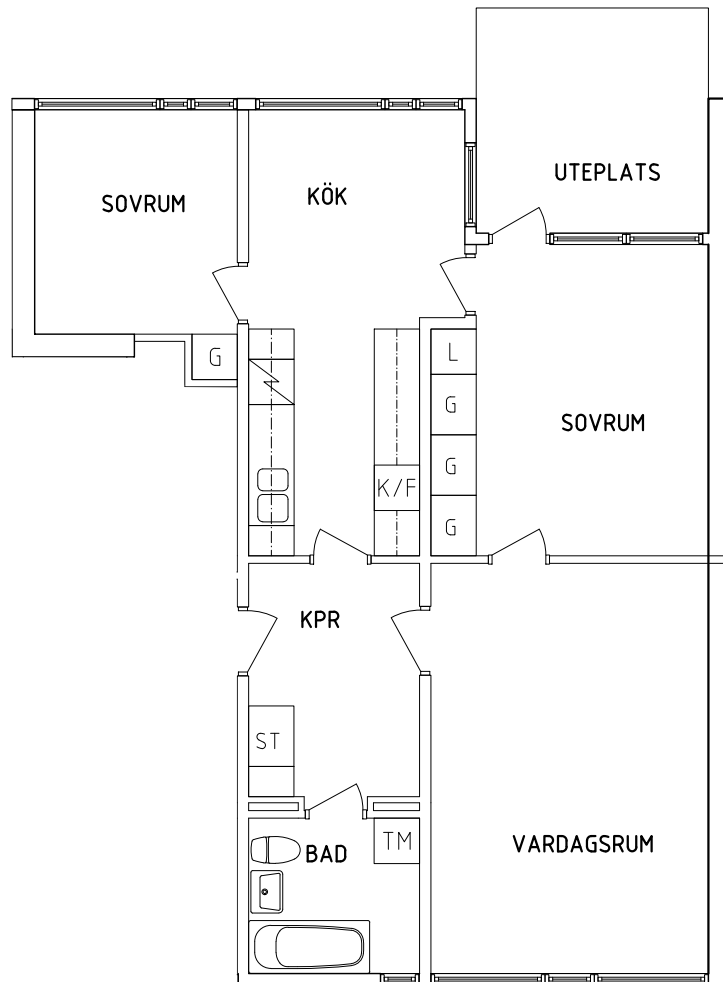 UTEPLATS
SOVRUM
KÖK
G
L
G
SOVRUM
G
K/F
G
KPR
ST
TM
BAD
VARDAGSRUM